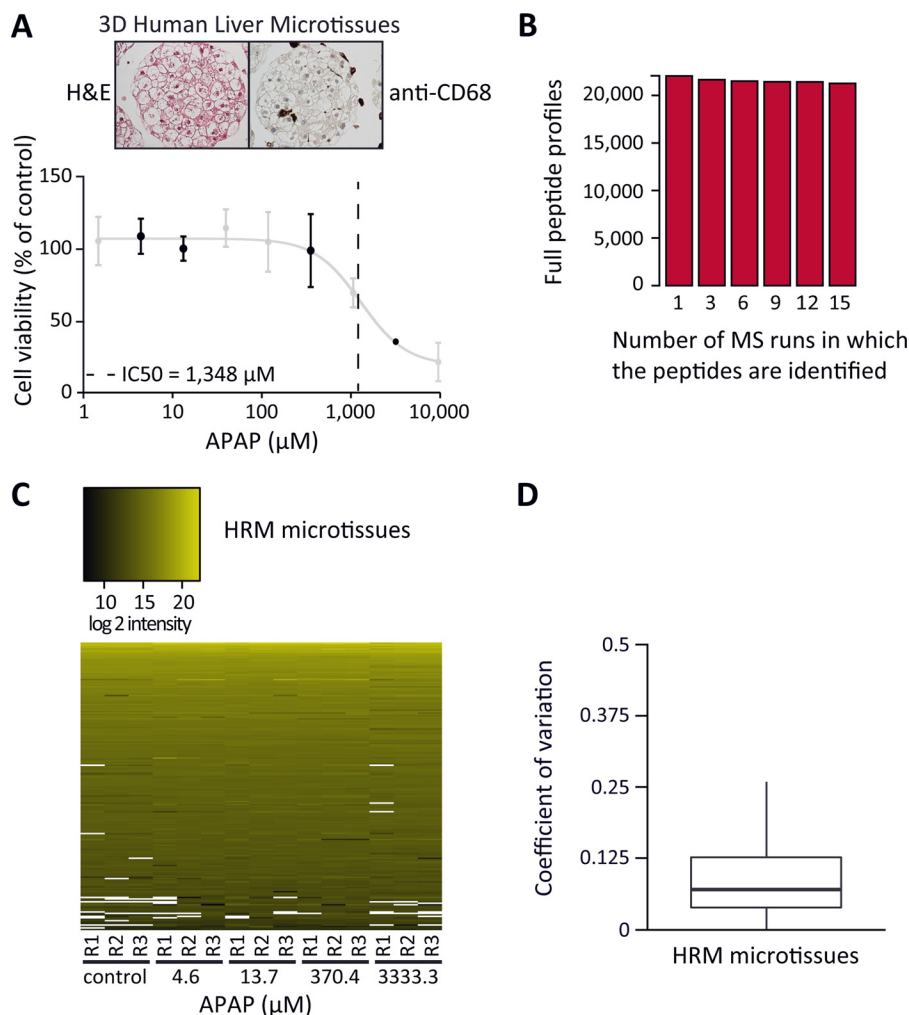 A
3D Human Liver Microtissues
H&E
anti-CD68
Cell viability (% of control)
150
100
50
0
IC50 = 1,348 μM
1
10
100
1,000
10,000
APAP (μM)
B
Full peptide profiles
20,000
15,000
10,000
5,000
0
1 3 6 9 12 15
Number of MS runs in which
the peptides are identified
C
HRM microtissues
10 15 20
log 2 intensity
R1 R2 R3 R1 R2 R3 R1 R2 R3 R1 R2 R3 R1 R2 R3
control 4.6 13.7 370.4 3333.3
APAP (μM)
D
Coefficient of variation
0.5
0.375
0.25
0.125
0
HRM microtissues